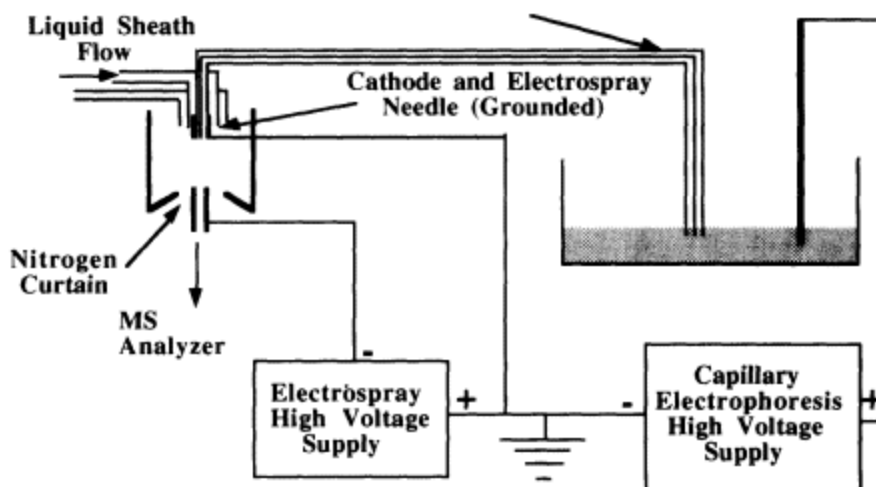 Liquid Sheath
Flow
Cathode and Electrospray
Needle (Grounded)
Nitrogen
Curtain
MS
Analyzer
-
Electrospray
High Voltage
Supply
+
-
Capillary
Electrophoresis
High Voltage
Supply
+